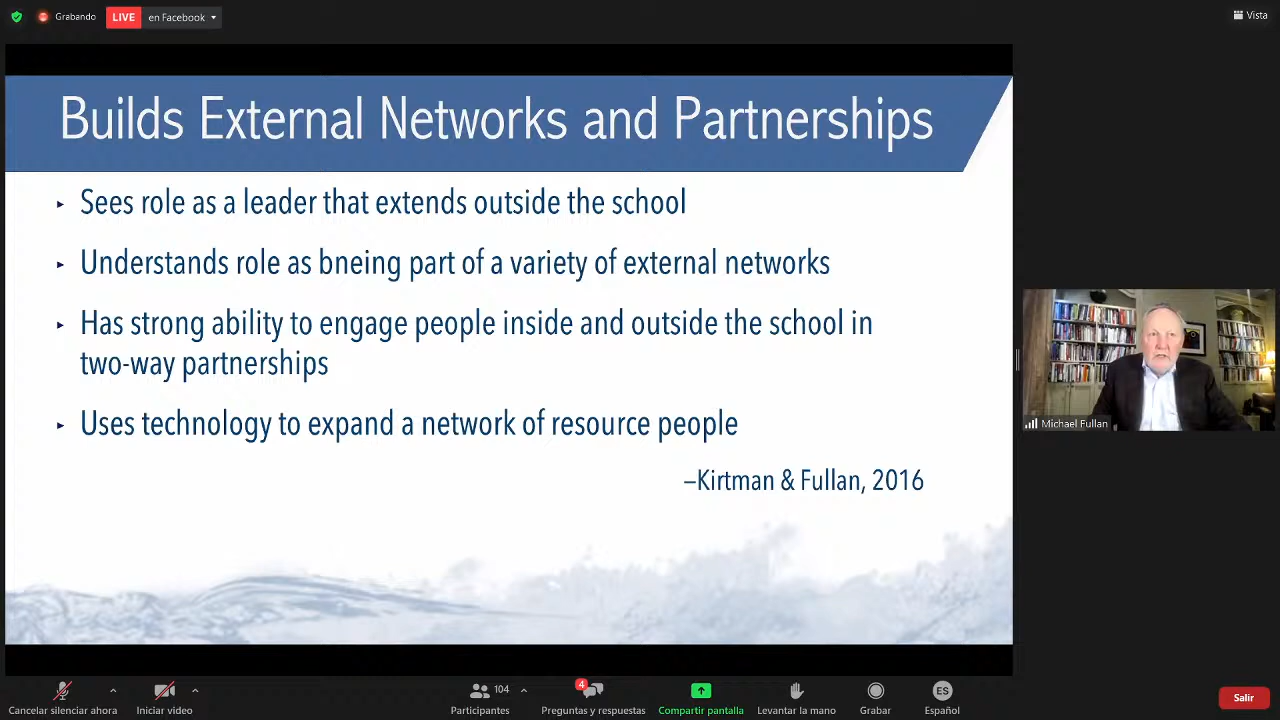 Grabando
LIVE
en Facebook
Vista
Builds External Networks and Partnerships
Sees role as a leader that extends outside the school
Understands role as bneing part of a variety of external networks
Has strong ability to engage people inside and outside the school in
two-way partnerships
Uses technology to expand a network of resource people
–Kirtman & Fullan, 2016
Michael Fullan
Cancelar silenciar ahora
Iniciar video
104
Participantes
4
Preguntas y respuestas
Compartir pantalla
Levantar la mano
Grabar
ES
Español
Salir